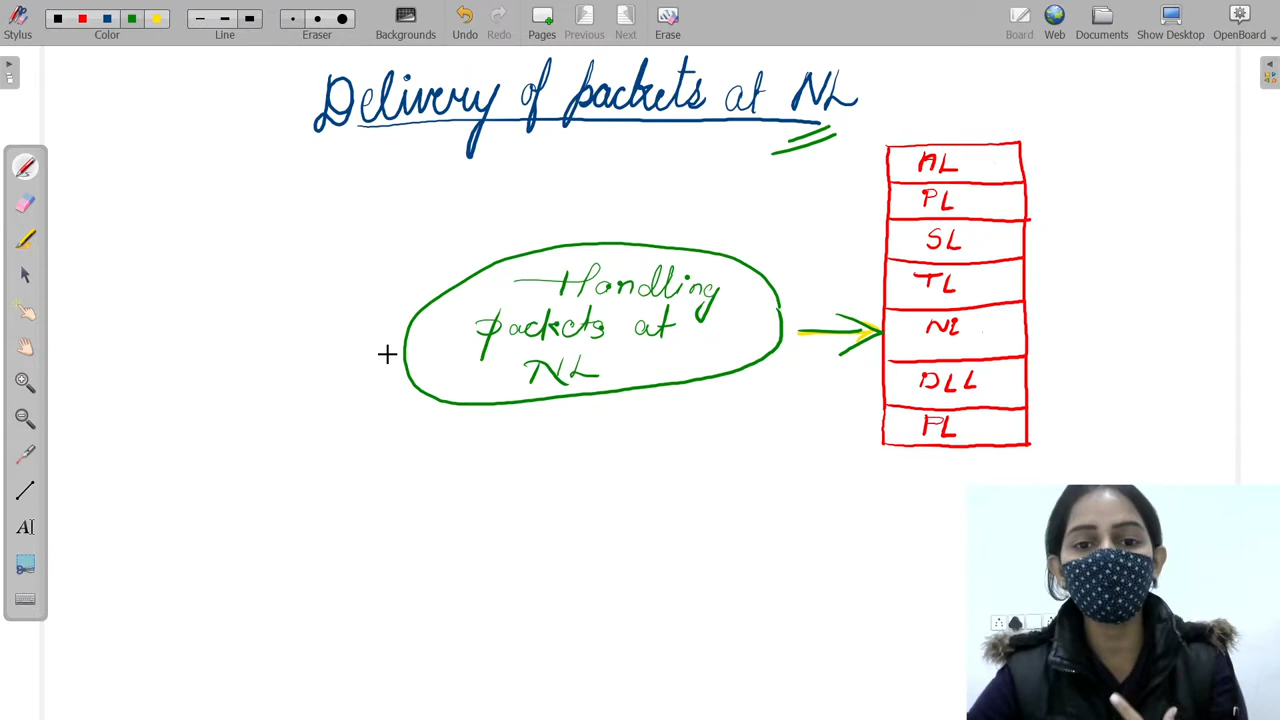 Stylus
Color
Line
Eraser
Backgrounds
Undo
Redo
Pages
Previous
Next
Erase
Board
Web
Documents
Show Desktop
OpenBoard
Delivery of packets at NL
AL
PL
SL
TL
NL
DLL
PL
Handling
packets at
NL
AI